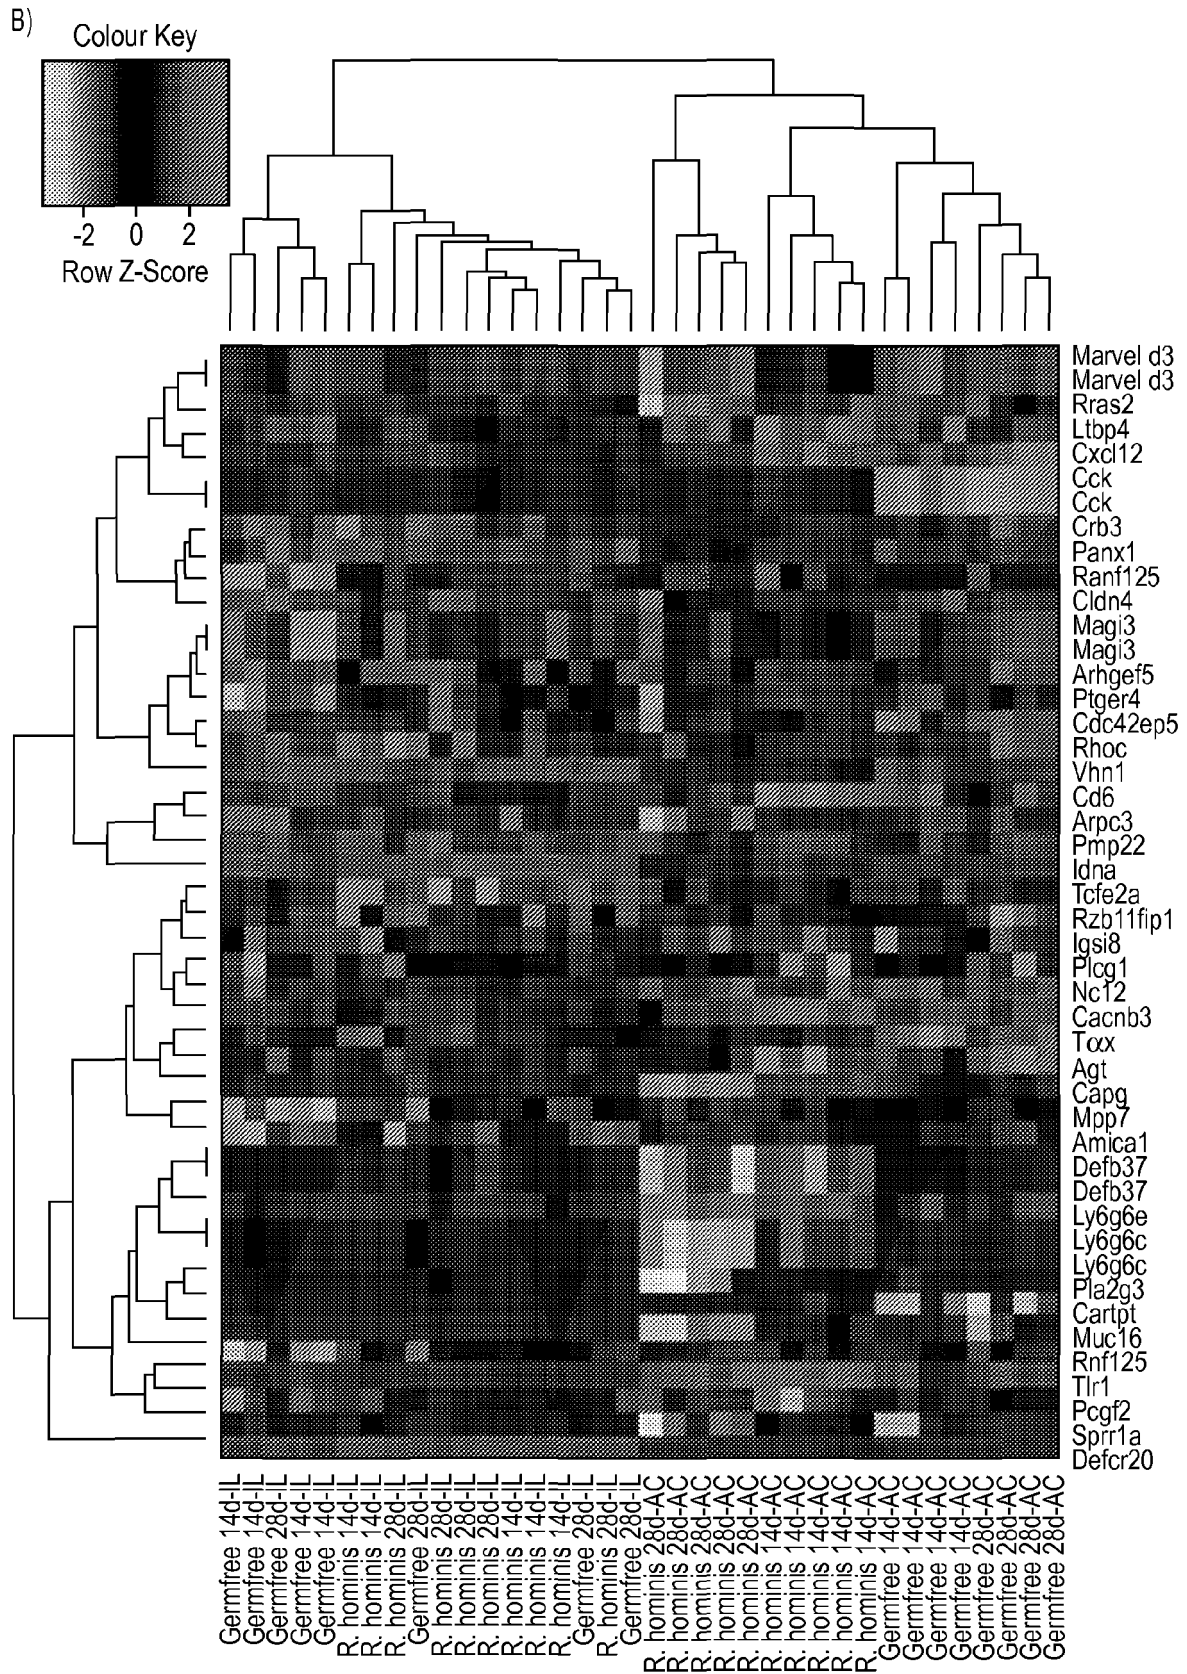 B)
Colour Key
-2 0 2
Row Z-Score
Marvel d3
Marvel d3
Rras2
Ltbp4
Cxcl12
Cck
Cck
Crb3
Panx1
Ranf125
Cldn4
Magi3
Magi3
Arhgef5
Ptger4
Cdc42ep5
Rhoc
Vhn1
Cd6
Arpc3
Pmp22
Idna
Tcfe2a
Rzb11fip1
Igsi8
Plcg1
Nc12
Cacnb3
Tαx
Agt
Capg
Mpp7
Amica1
Defb37
Defb37
Ly6g6e
Ly6g6c
Ly6g6c
Pla2g3
Cartpt
Muc16
Rnf125
Tlr1
Pcgf2
Sprr1a
Defcr20
Germfree 14d-IL
Germfree 14d-IL
Germfree 28d-IL
Germfree 14d-IL
Germfree 14d-IL
R. hominis 14d-IL
R. hominis 14d-IL
R. hominis 28d-IL
Germfree 28d-IL
R. hominis 28d-IL
R. hominis 28d-IL
R. hominis 28d-IL
R. hominis 14d-IL
R. hominis 14d-IL
R. hominis 14d-IL
Germfree 28d-IL
R. hominis 28d-IL
Germfree 28d-IL
R. hominis 28d-AC
R. hominis 28d-AC
R. hominis 28d-AC
R. hominis 28d-AC
R. hominis 28d-AC
R. hominis 14d-AC
R. hominis 14d-AC
R. hominis 14d-AC
R. hominis 14d-AC
R. hominis 14d-AC
Germfree 14d-AC
Germfree 14d-AC
Germfree 14d-AC
Germfree 14d-AC
Germfree 28d-AC
Germfree 28d-AC
Germfree 28d-AC
Germfree 28d-AC